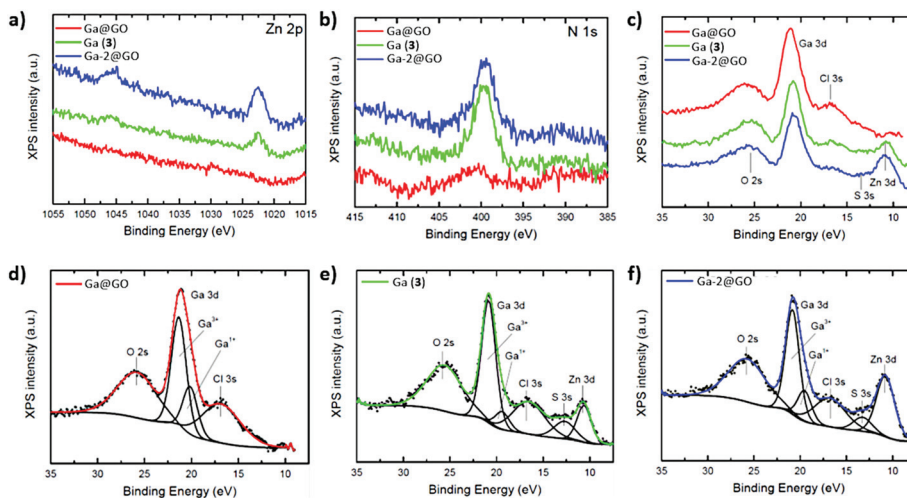 a)
Ga@GO
Ga (3)
Ga-2@GO
Zn 2p
XPS intensity (a.u.)
1055 1050 1045 1040 1035 1030 1025 1020 1015
Binding Energy (eV)
b)
Ga@GO
Ga (3)
Ga-2@GO
N 1s
XPS intensity (a.u.)
415 410 405 400 395 390 385
Binding Energy (eV)
c)
Ga@GO
Ga (3)
Ga-2@GO
Ga 3d
Cl 3s
O 2s
S 3s
Zn 3d
XPS intensity (a.u.)
35 30 25 20 15 10
Binding Energy (eV)
d)
Ga@GO
Ga 3d
Ga3+
Ga1+
O 2s
Cl 3s
XPS intensity (a.u.)
35 30 25 20 15 10
Binding Energy (eV)
e)
Ga (3)
Ga 3d
Ga3+
Ga1+
O 2s
Cl 3s
S 3s
Zn 3d
XPS intensity (a.u.)
35 30 25 20 15 10
Binding Energy (eV)
f)
Ga-2@GO
Ga 3d
Ga3+
Ga1+
O 2s
Cl 3s
S 3s
Zn 3d
XPS intensity (a.u.)
35 30 25 20 15 10
Binding Energy (eV)